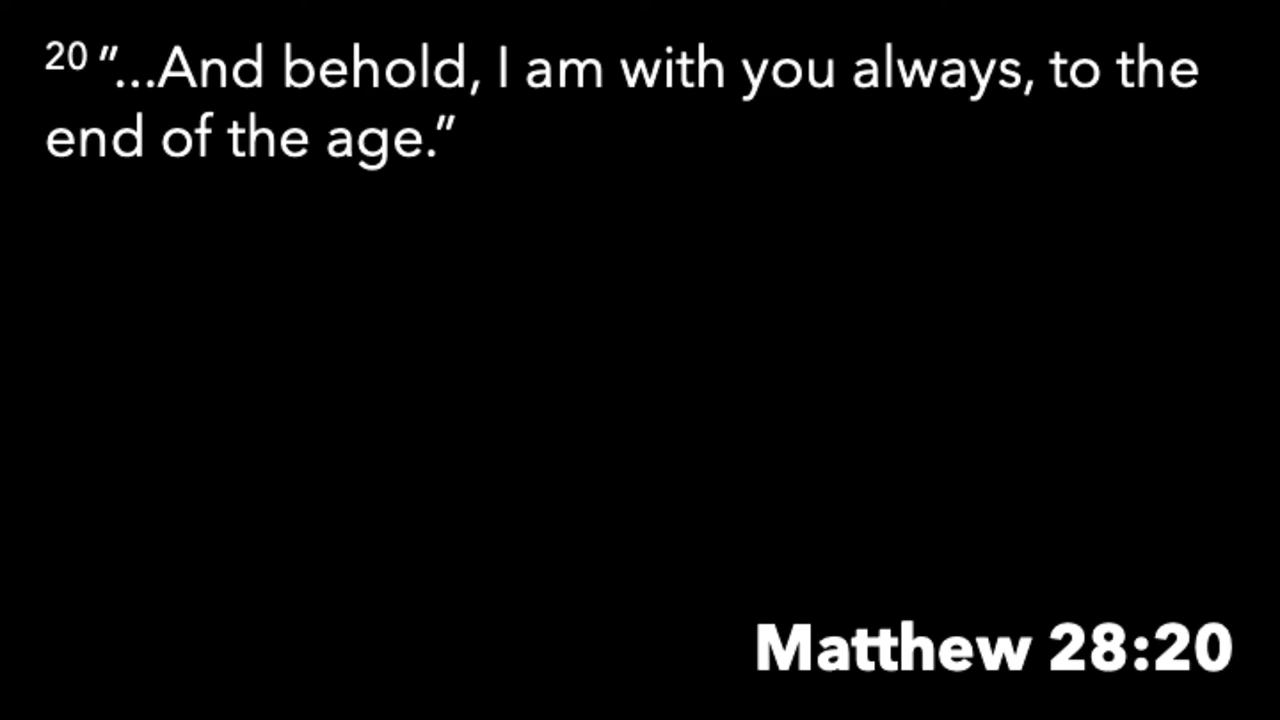 20 "...And behold, I am with you always, to the
end of the age."
Matthew 28:20